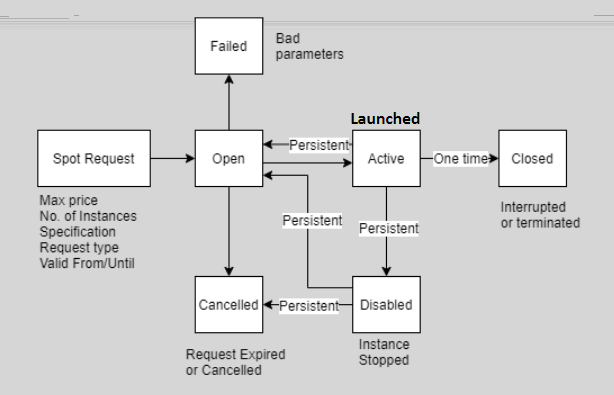 Failed
Bad
parameters
Launched
Spot Request
Open
Persistent
Active
One time
Closed
Max price
No. of Instances
Specification
Request type
Valid From/Until
Persistent
Persistent
Interrupted
or terminated
Cancelled
Persistent
Disabled
Request Expired
or Cancelled
Instance
Stopped